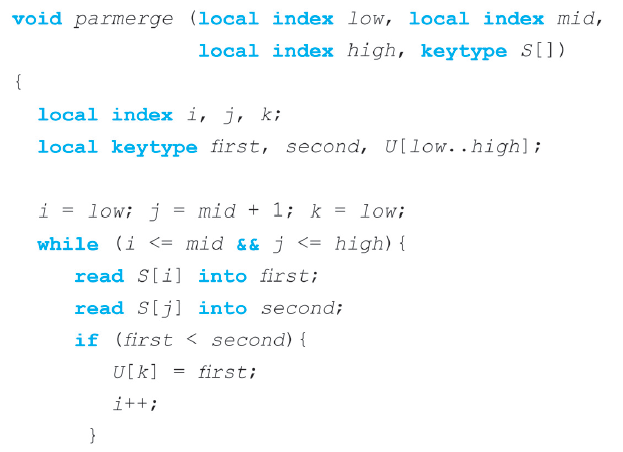 void parmerge (local index low, local index mid,
local index high, keytype S[])
{
local index i, j, k;
local keytype first, second, U[low..high];
i = low; j = mid + 1; k = low;
while (i <= mid && j <= high){
read S[i] into first;
read S[j] into second;
if (first < second){
U[k] = first;
i++;
}